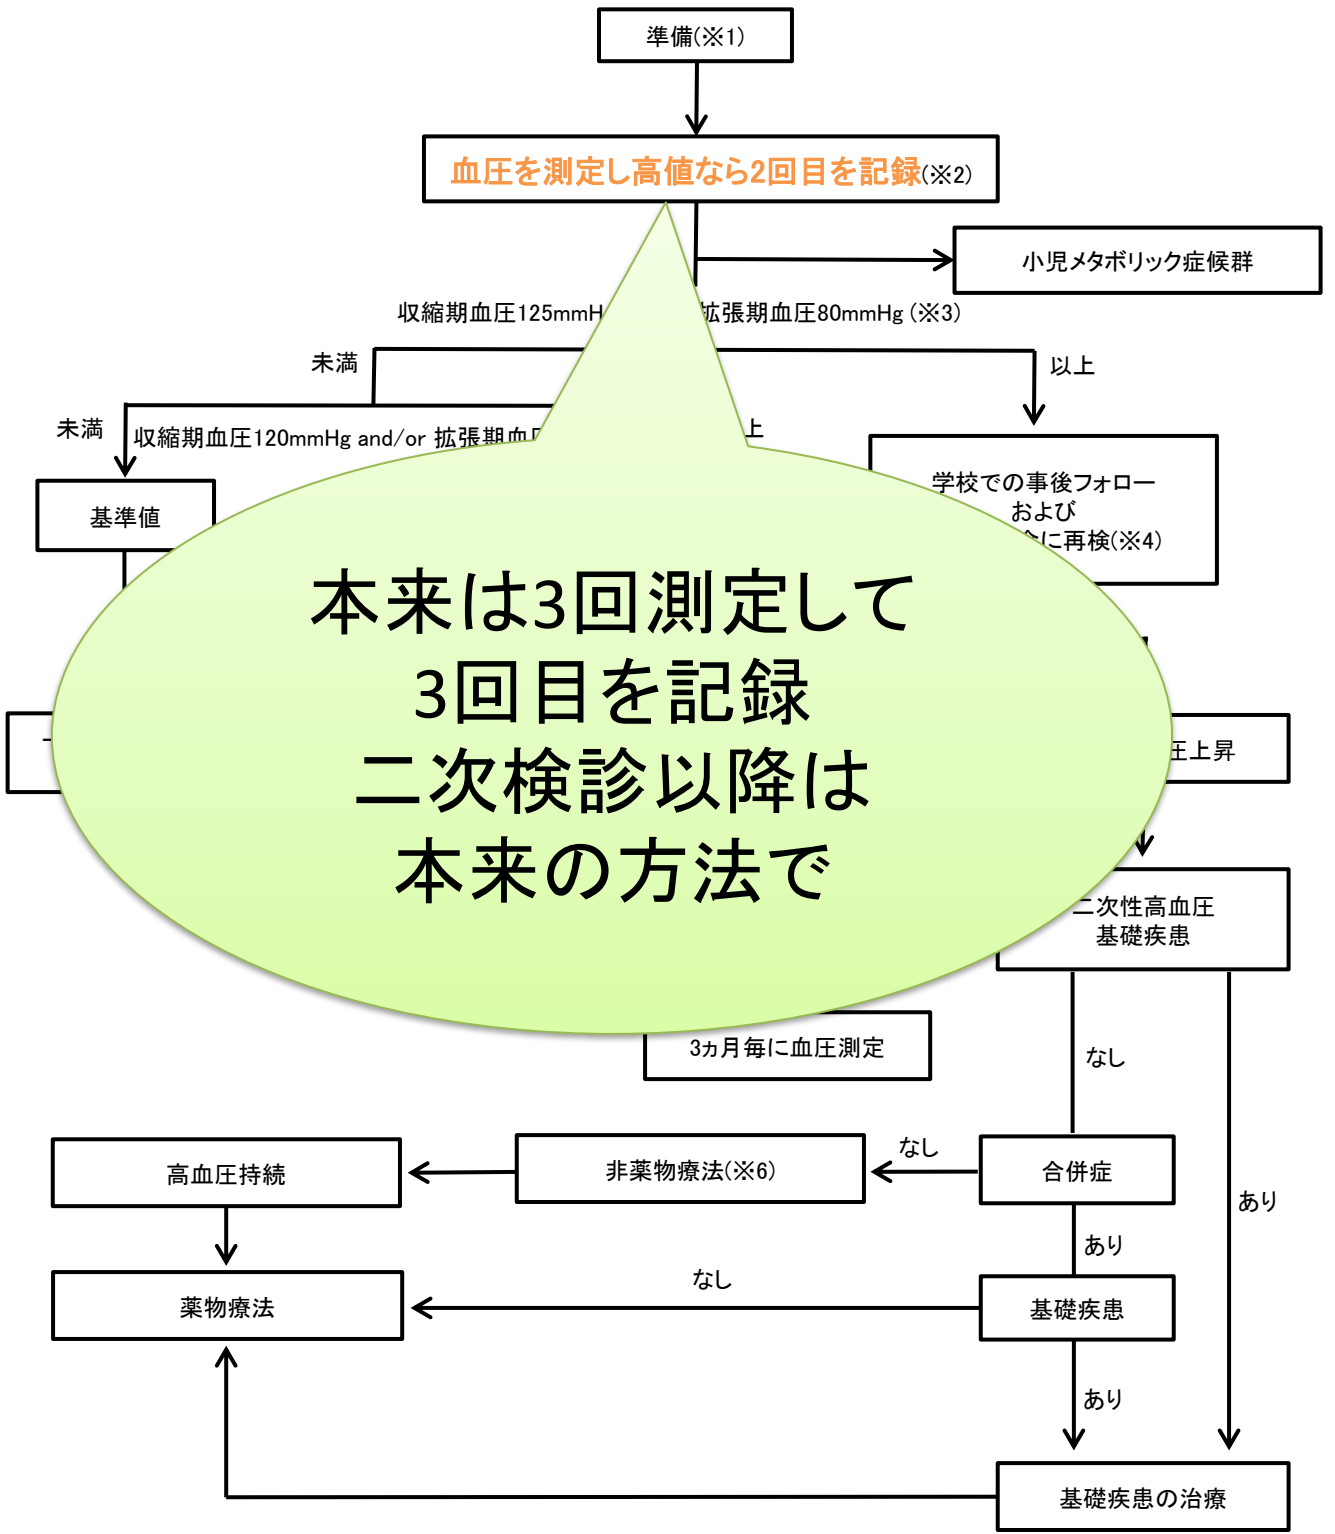 準備(※1)
血圧を測定し高値なら2回目を記録(※2)
小児メタボリック症候群
収縮期血圧125mmH
拡張期血圧80mmHg (※3)
未満
以上
未満
収縮期血圧120mmHg and/or 拡張期血
上
基準値
学校での事後フォロー
および
に再検(※4)
本来は3回測定して
3回目を記録
二次検診以降は
本来の方法で
圧上昇
二次性高血圧
基礎疾患
3ヵ月毎に血圧測定
なし
高血圧持続
非薬物療法(※6)
なし
合併症
あり
あり
薬物療法
なし
基礎疾患
あり
基礎疾患の治療